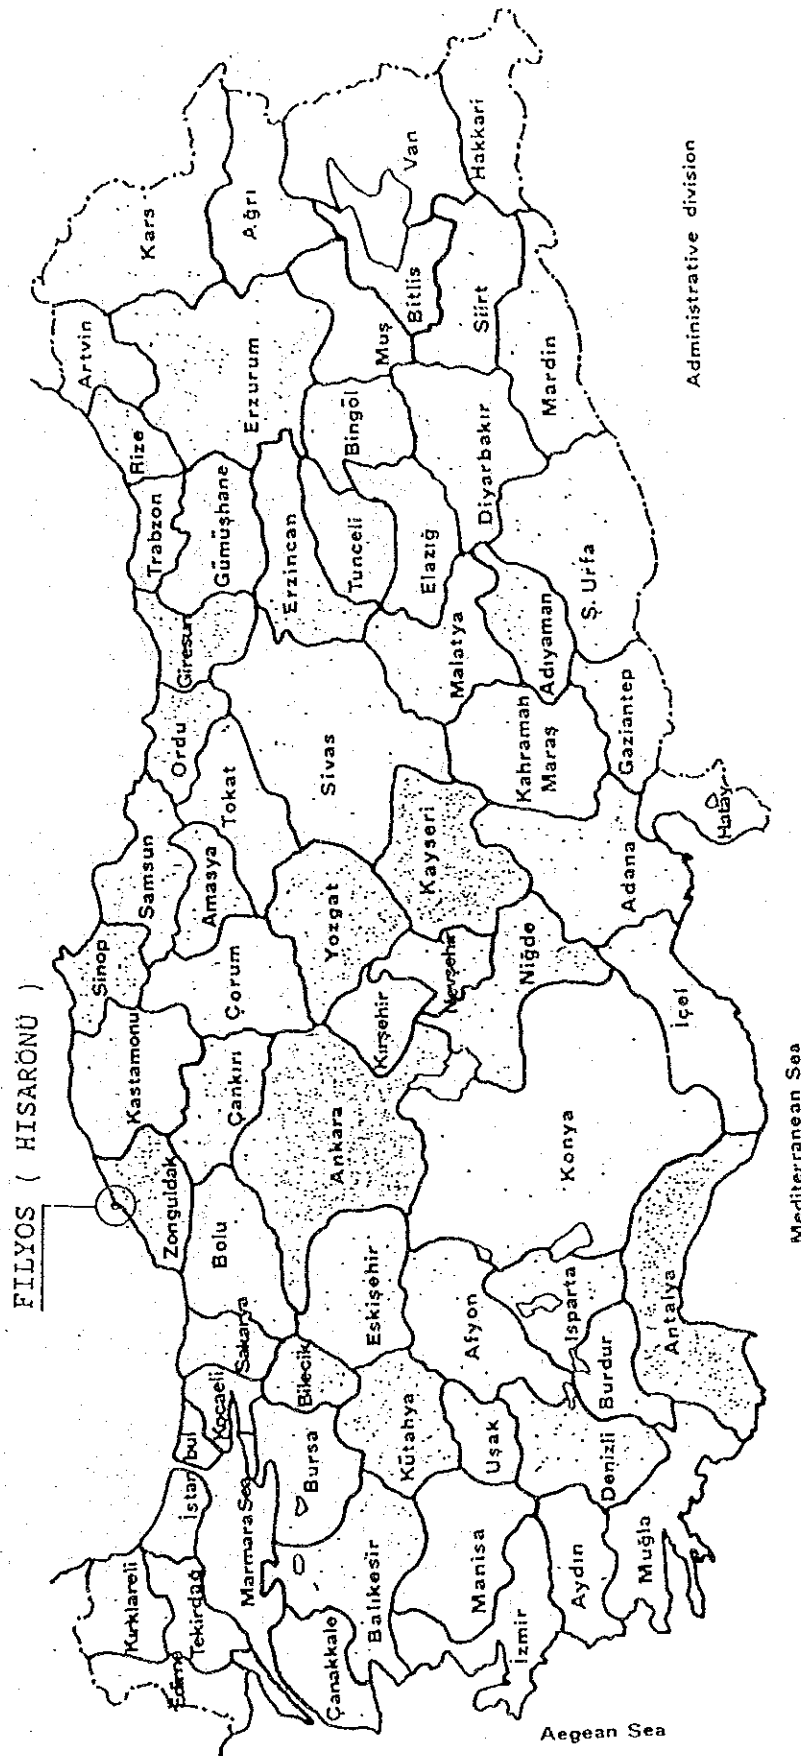 FILYOS ( HISARÖNÜ )
Kırklareli
Edirne
Tekirdağ
İstan
bul
Kocaeli
Sakarya
Bolu
Zonguldak
Kastamonu
Sinop
Samsun
Ordu
Giresun
Trabzon
Rize
Artvin
Kars
Marmara Sea
Bilecik
Bursa
Çankırı
Çorum
Amasya
Tokat
Gümüşhane
Erzurum
Ağrı
Çanakkale
Balıkesir
Kütahya
Eskişehir
Ankara
Kırşehir
Yozgat
Sivas
Erzincan
Tunceli
Bingöl
Muş
Bitlis
Van
Manisa
Uşak
Afyon
Nevşehir
Kayseri
Malatya
Elazığ
Diyarbakır
Siirt
Hakkari
İzmir
Aydın
Denizli
Burdur
Isparta
Konya
Niğde
Kahraman
Maraş
Adıyaman
Ş. Urfa
Mardin
Muğla
Antalya
İçel
Adana
Gaziantep
Hatay
Aegean Sea
Mediterranean Sea
Administrative division